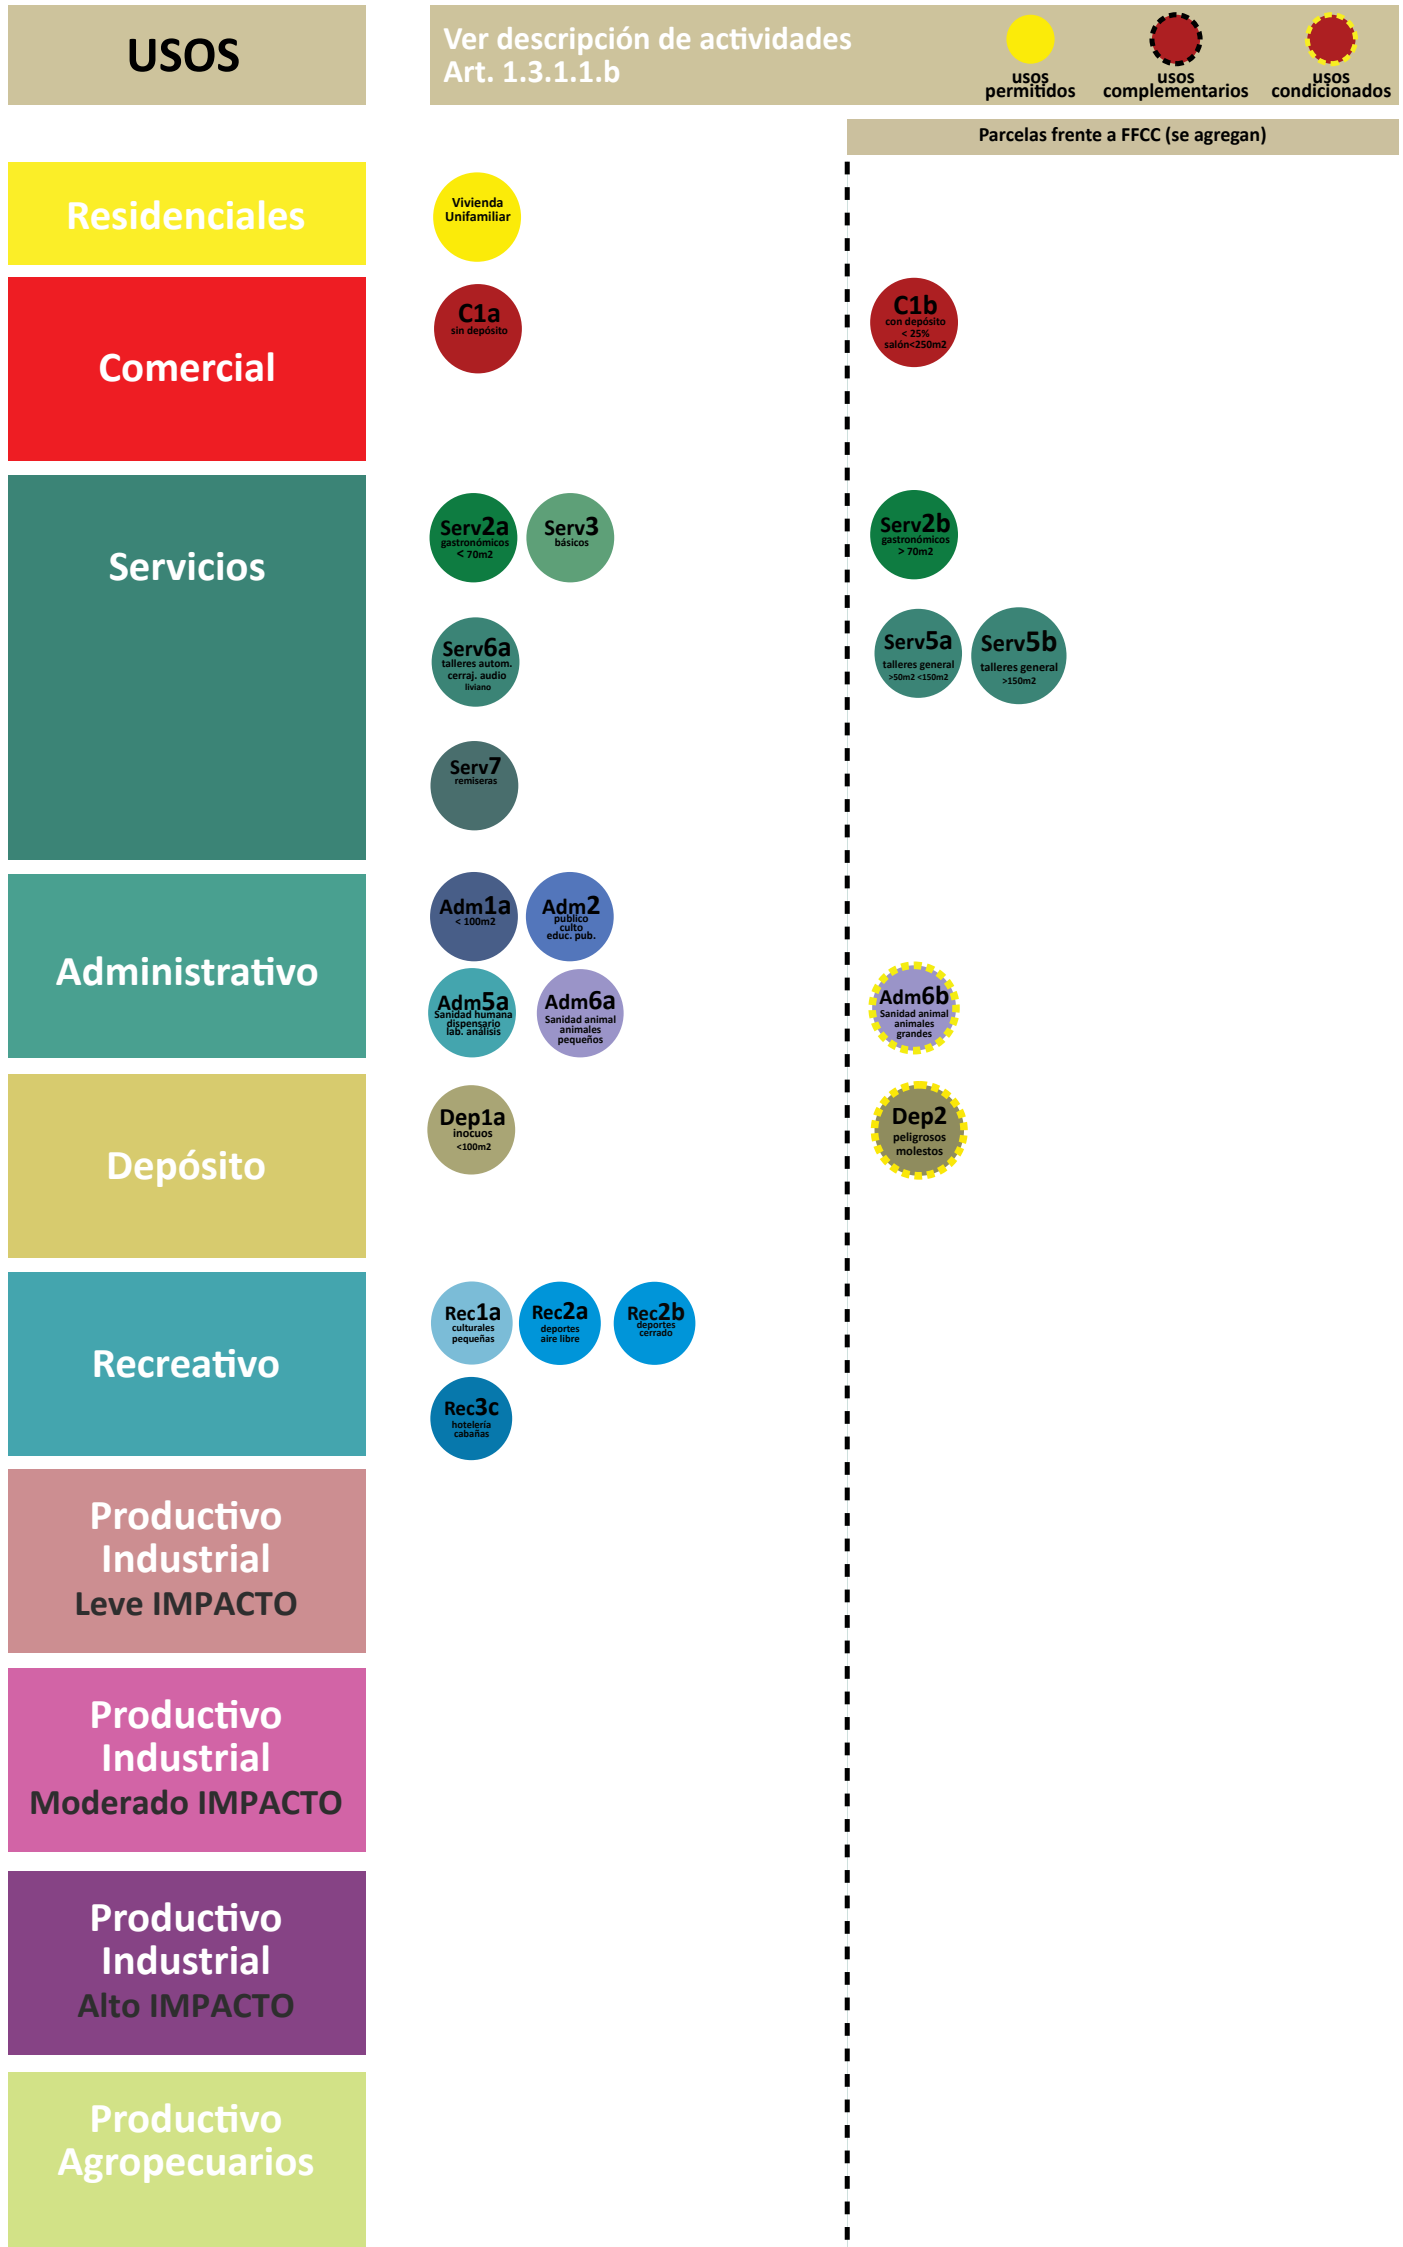 USOS
Ver descripción de actividades
Art. 1.3.1.1.b
usos
permitidos
usos
complementarios
usos
condicionados
Parcelas frente a FFCC (se agregan)
Residenciales
Vivienda
Unifamiliar
Comercial
C1a
sin depósito
C1b
con depósito
< 25%
salón<250m2
Servicios
Serv2a
gastronómicos
< 70m2
Serv3
básicos
Serv2b
gastronómicos
> 70m2
Serv6a
talleres autom.
cerraj. audio
liviano
Serv5a
talleres general
>50m2 <150m2
Serv5b
talleres general
>150m2
Serv7
remiseras
Administrativo
Adm1a
< 100m2
Adm2
publico
culto
educ. pub.
Adm5a
Sanidad humana
dispensario
lab. análisis
Adm6a
Sanidad animal
animales
pequeños
Adm6b
Sanidad animal
animales
grandes
Depósito
Dep1a
inocuos
<100m2
Dep2
peligrosos
molestos
Recreativo
Rec1a
culturales
pequeñas
Rec2a
deportes
aire libre
Rec2b
deportes
cerrado
Rec3c
hotelería
cabañas
Productivo
Industrial
Leve IMPACTO
Productivo
Industrial
Moderado IMPACTO
Productivo
Industrial
Alto IMPACTO
Productivo
Agropecuarios